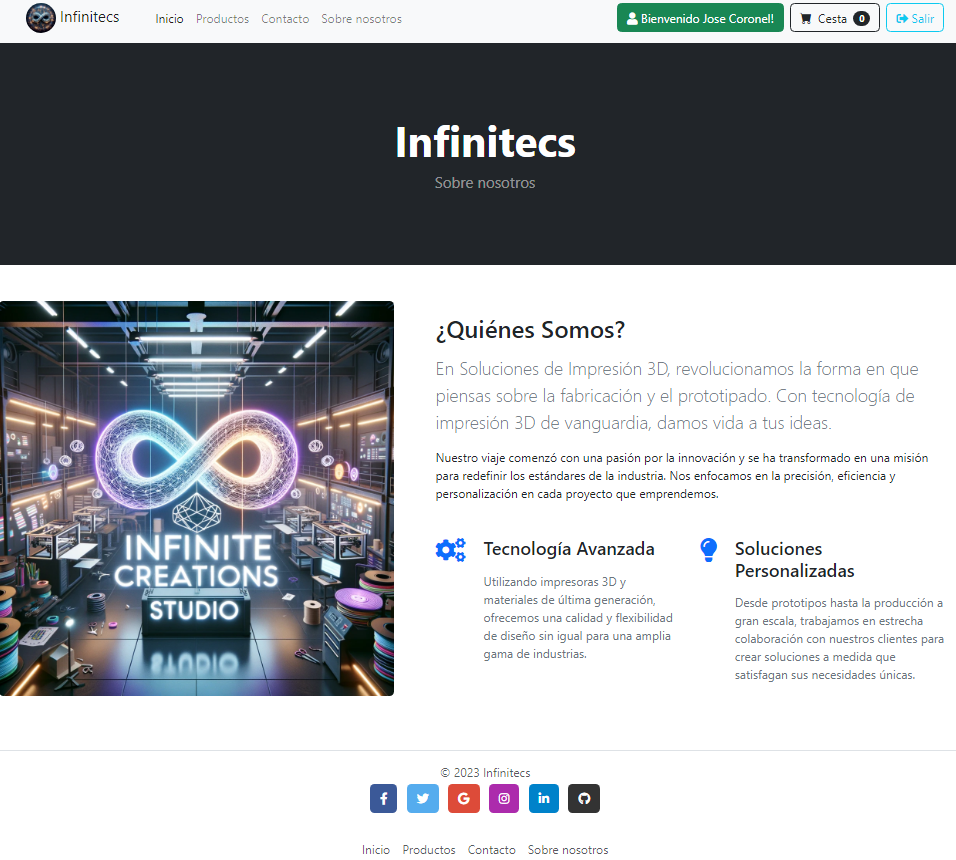 Infinitecs
Inicio Productos Contacto Sobre nosotros
Bienvenido Jose Coronel! Cesta 0 Salir
Infinitecs
Sobre nosotros
¿Quiénes Somos?
En Soluciones de Impresión 3D, revolucionamos la forma en que
piensas sobre la fabricación y el prototipado. Con tecnología de
impresión 3D de vanguardia, damos vida a tus ideas.
Nuestro viaje comenzó con una pasión por la innovación y se ha transformado en una misión
para redefinir los estándares de la industria. Nos enfocamos en la precisión, eficiencia y
personalización en cada proyecto que emprendemos.
INFINITE
CREATIONS
STUDIO
Tecnología Avanzada
Utilizando impresoras 3D y
materiales de última generación,
ofrecemos una calidad y flexibilidad
de diseño sin igual para una amplia
gama de industrias.
Soluciones
Personalizadas
Desde prototipos hasta la producción a
gran escala, trabajamos en estrecha
colaboración con nuestros clientes para
crear soluciones a medida que
satisfagan sus necesidades únicas.
© 2023 Infinitecs
Inicio Productos Contacto Sobre nosotros